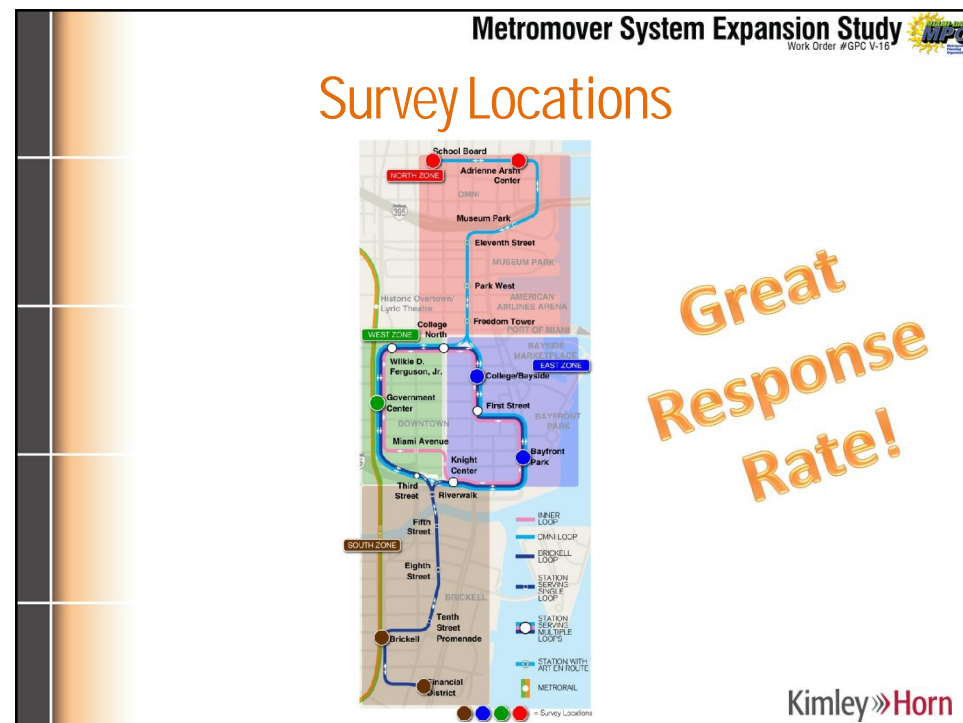 Metromover System Expansion Study
Work Order #GPC V-16
Survey Locations
School Board
NORTH ZONE
Adrienne Arsht
Center
OMNI
395
Museum Park
Eleventh Street
MUSEUM PARK
Park West
Historic Overtown/
Lyric Theatre
AMERICAN
AIRLINES ARENA
Freedom Tower
College
North
PORT OF MIAMI
WEST ZONE
BAYSIDE
MARKETPLACE
EAST ZONE
Wilkie D.
Ferguson, Jr.
College/Bayside
Government
Center
First Street
DOWNTOWN
BAYFRONT
PARK
Miami Avenue
Knight
Center
Bayfront
Park
Third
Street
Riverwalk
Fifth
Street
SOUTH ZONE
Eighth
Street
BRICKELL
Tenth
Street
Promenade
Brickell
Financial
District
INNER
LOOP
OMNI LOOP
BRICKELL
LOOP
STATION
SERVING
SINGLE
LOOP
STATION
SERVING
MULTIPLE
LOOPS
STATION WITH
ART EN ROUTE
METRORAIL
= Survey Locations
Great
Response
Rate!
Kimley»Horn